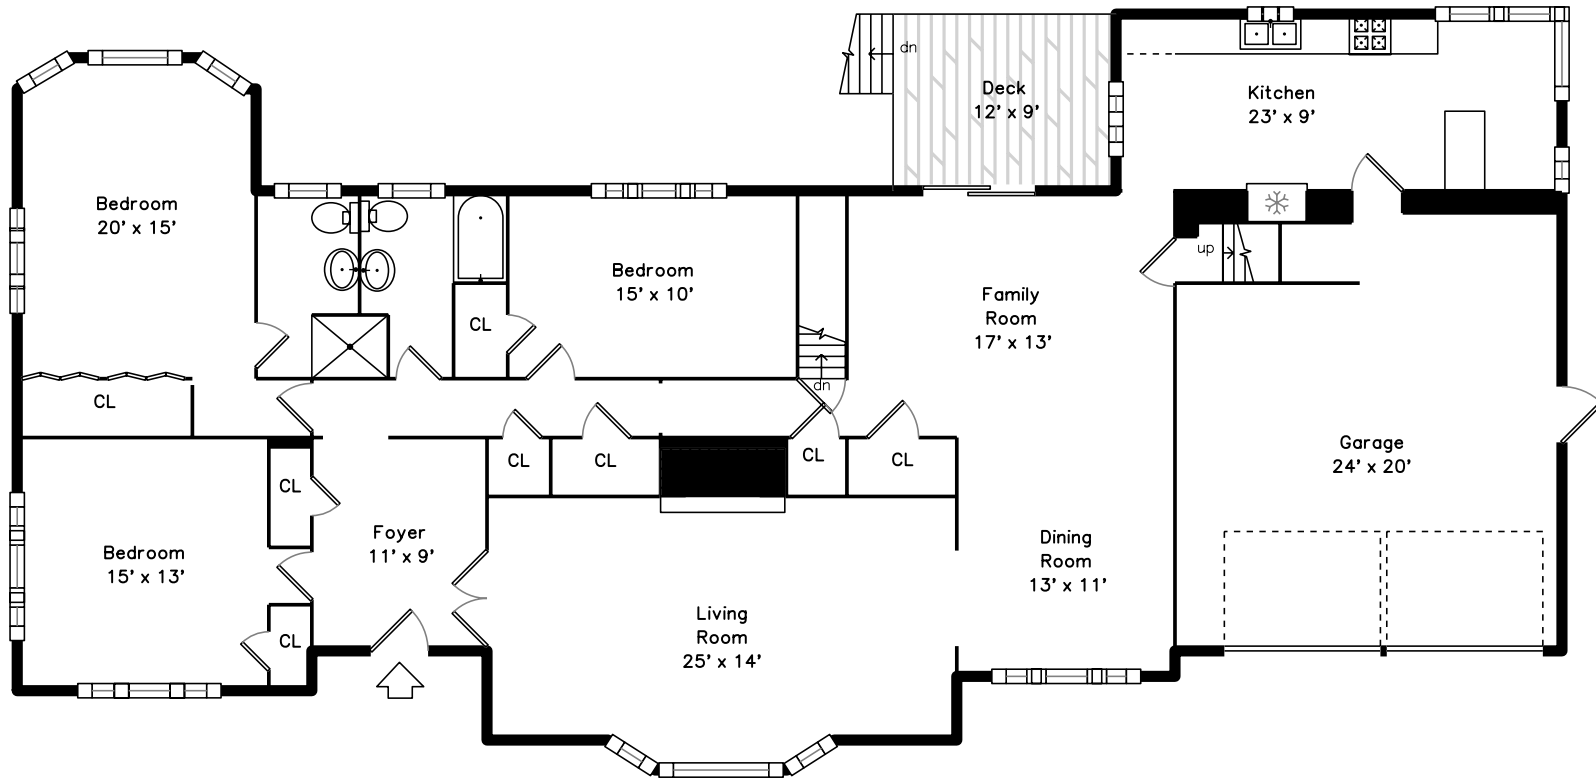 dn
Deck
12' x 9'
Kitchen
23' x 9'
Bedroom
20' x 15'
up
Bedroom
15' x 10'
Family
Room
17' x 13'
CL
dn
CL
CL
CL
CL
CL
Garage
24' x 20'
CL
Foyer
11' x 9'
Dining
Room
13' x 11'
Bedroom
15' x 13'
Living
Room
25' x 14'
CL